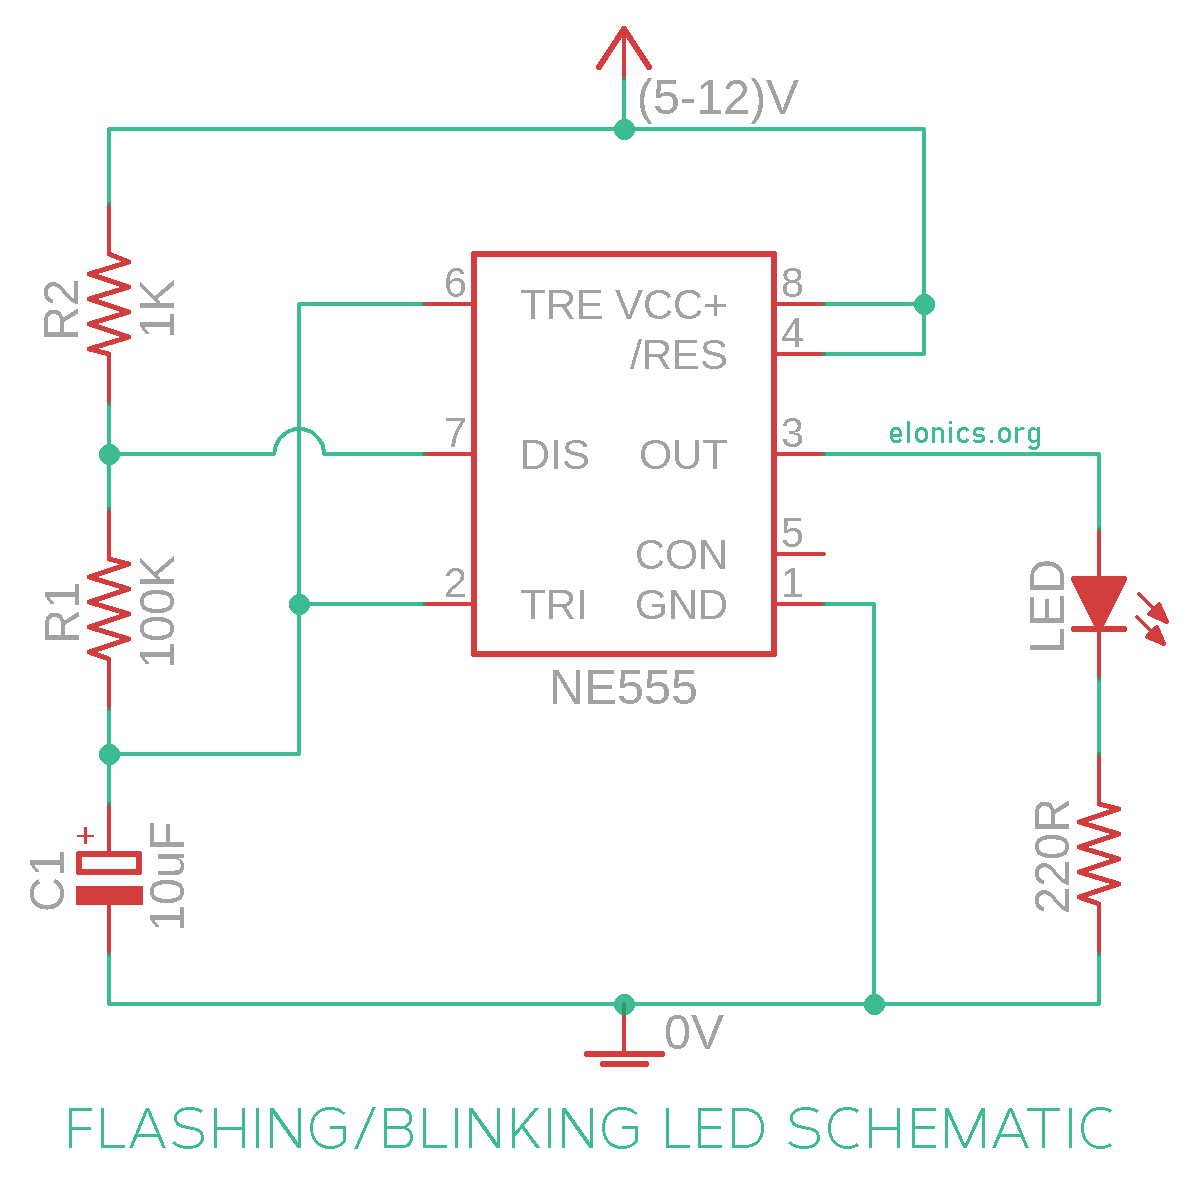 (5-12)V
R2
1K
R1
100K
C1
+
10uF
6
TRE
VCC+
8
/RES
4
7
DIS
OUT
3
CON
5
2
TRI
GND
1
NE555
elonics.org
LED
220R
0V
FLASHING/BLINKING LED SCHEMATIC